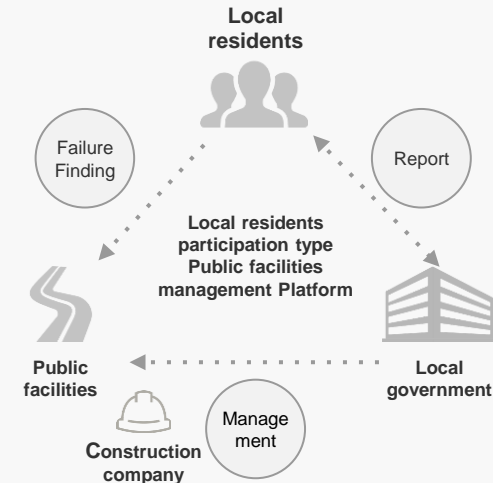 Local
residents
Failure
Finding
Report
Local residents
participation type
Public facilities
management Platform
Public
facilities
Local
government
Construction
company
Manage
ment